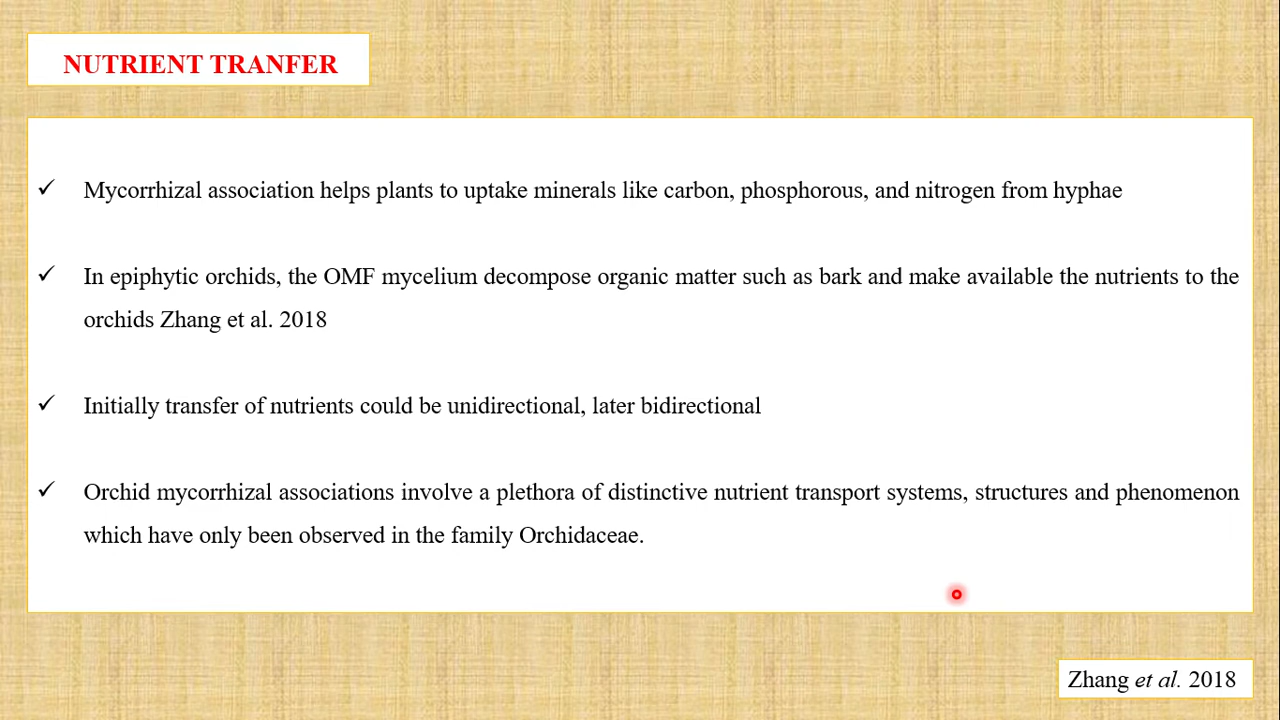 NUTRIENT TRANFER
✓ Mycorrhizal association helps plants to uptake minerals like carbon, phosphorous, and nitrogen from hyphae
✓ In epiphytic orchids, the OMF mycelium decompose organic matter such as bark and make available the nutrients to the
orchids Zhang et al. 2018
✓ Initially transfer of nutrients could be unidirectional, later bidirectional
✓ Orchid mycorrhizal associations involve a plethora of distinctive nutrient transport systems, structures and phenomenon
which have only been observed in the family Orchidaceae.
Zhang et al. 2018